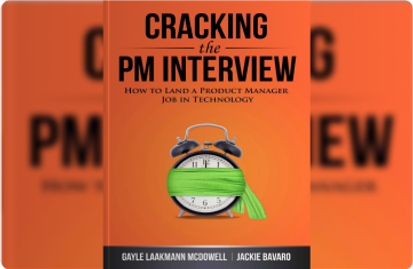 CRACKING
the
PM INTERVIEW
HOW TO LAND A PRODUCT MANAGER
JOB IN TECHNOLOGY
GAYLE LAAKMANN MCDOWELL | JACKIE BAVARO